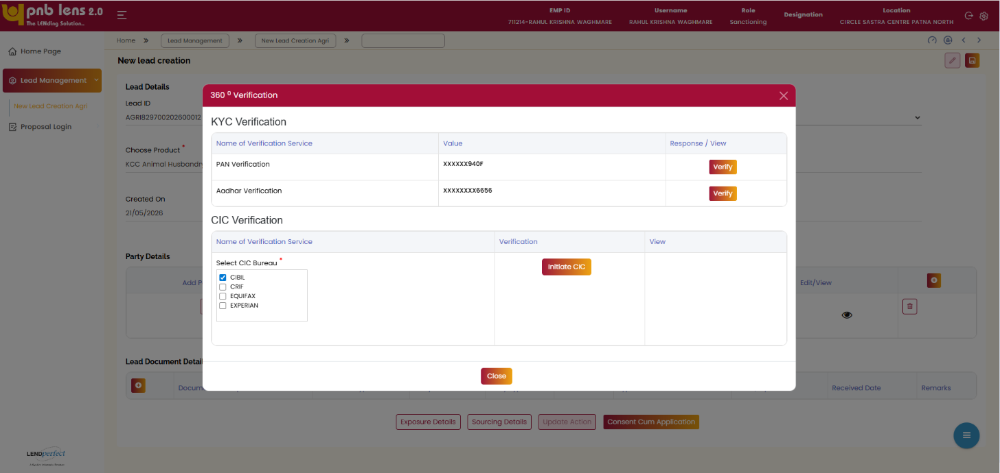 pnb lens 2.0
The LENding Solution..
EMP ID
711214-RAHUL KRISHNA WAGHMARE
Username
RAHUL KRISHNA WAGHMARE
Role
Sanctioning
Designation
Location
CIRCLE SASTRA CENTRE PATNA NORTH
Home Page
Lead Management
New Lead Creation Agri
Proposal Login
Home » Lead Management » New Lead Creation Agri »
New lead creation
Lead Details
Lead ID
AGRI829700202600012
Choose Product *
KCC Animal Husbandry
Created On
21/05/2026
Party Details
Edit/View
360 0 Verification
KYC Verification
Name of Verification Service Value Response / View
PAN Verification XXXXXX940F Verify
Aadhar Verification XXXXXXXX6656 Verify
CIC Verification
Name of Verification Service Verification View
Select CIC Bureau *
Initiate CIC
CIBIL
CRIF
EQUIFAX
EXPERIAN
Close
Add P
Lead Document Detai
Docum Received Date Remarks
Exposure Details Sourcing Details Update Action Consent Cum Application
LENDperfect